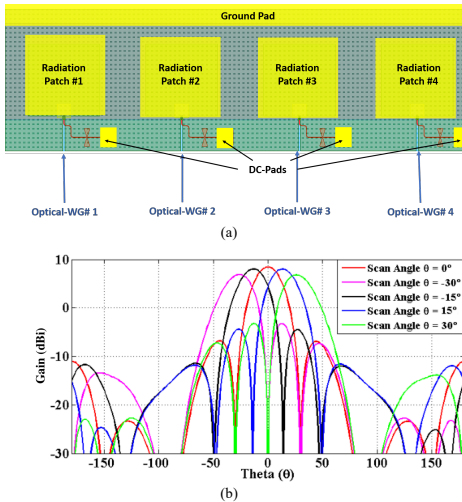 Ground Pad
Radiation
Patch #1
Radiation
Patch #2
Radiation
Patch #3
Radiation
Patch #4
DC-Pads
Optical-WG# 1
Optical-WG# 2
Optical-WG# 3
Optical-WG# 4
(a)
Gain (dBi)
10
0
-10
-20
-30
Scan Angle θ = 0º
Scan Angle θ = -30º
Scan Angle θ = -15º
Scan Angle θ = 15º
Scan Angle θ = 30º
-150
-100
-50
0
50
100
150
Theta (θ)
(b)